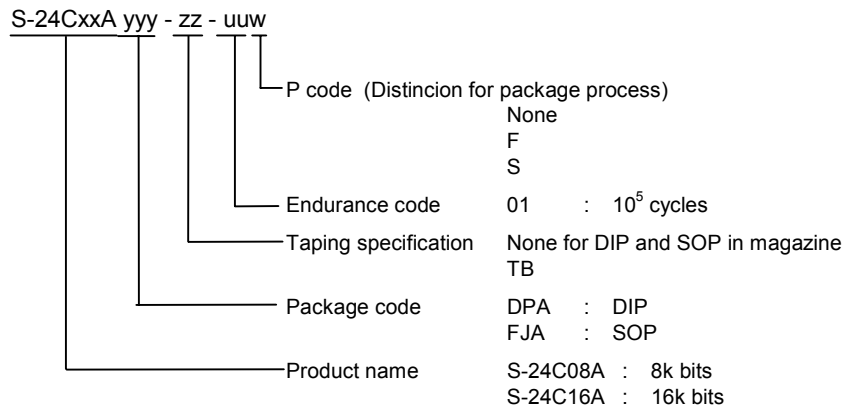 S-24CxxA yyy - zz - uuw
P code (Distincion for package process)
None
F
S
Endurance code 01 : 10⁵ cycles
Taping specification None for DIP and SOP in magazine
TB
Package code DPA : DIP
FJA : SOP
Product name S-24C08A : 8k bits
S-24C16A : 16k bits